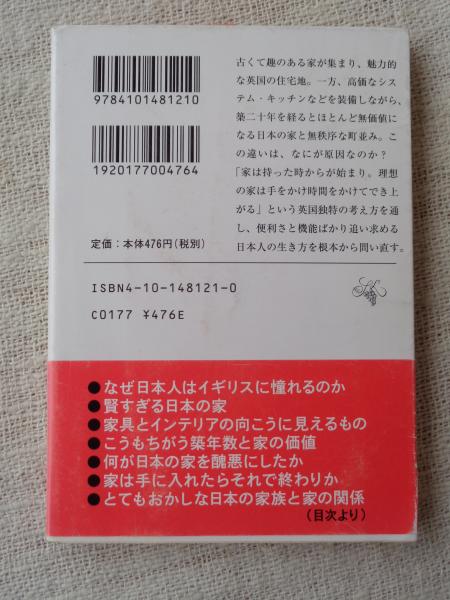 古くて趣のある家が集まり、魅力的
な英国の住宅地。一方、高価なシス
テム・キッチンなどを装備しながら、
築二十年を経るとほとんど無価値に
なる日本の家と無秩序な町並み。こ
の違いは、なにが原因なのか？
「家は持った時からが始まり。理想
の家は手をかけ時間をかけてでき上
がる」という英国独特の考え方を通
し、便利さと機能ばかり追い求める
日本人の生き方を根本から問い直す。
9784101481210
1920177004764
定価：本体476円（税別）
ISBN4-10-148121-0
C0177 ¥476E
●なぜ日本人はイギリスに憧れるのか
●賢すぎる日本の家
●家具とインテリアの向こうに見えるもの
●こうもちがう築年数と家の価値
●何が日本の家を醜悪にしたか
●家は手に入れたらそれで終わりか
●とてもおかしな日本の家族と家の関係
（目次より）